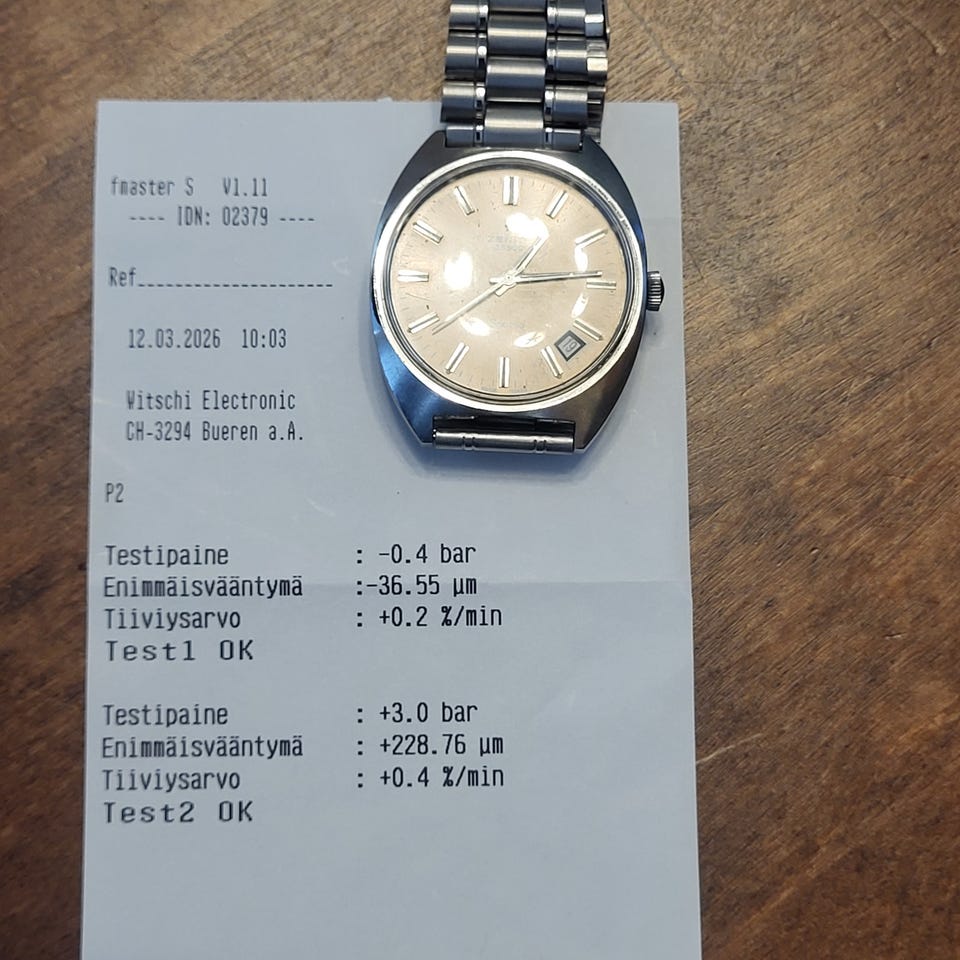 fmaster S V1.11
---- IDN: 02379 ----
Ref_____________________
12.03.2026 10:03
Witschi Electronic
CH-3294 Bueren a.A.
P2
Testipaine : -0.4 bar
Enimmäisvääntymä :-36.55 µm
Tiiviysarvo : +0.2 %/min
Test1 OK
Testipaine : +3.0 bar
Enimmäisvääntymä : +228.76 µm
Tiiviysarvo : +0.4 %/min
Test2 OK
ZENITH